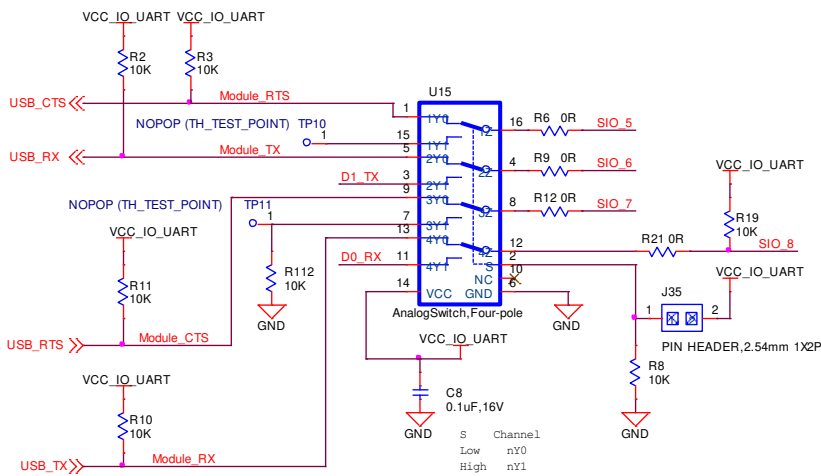 VCC_IO_UART
VCC_IO_UART
R2
10K
R3
10K
USB_CTS
Module_RTS
NOPOP (TH_TEST_POINT) TP10
1
USB_RX
Module_TX
D1_TX
NOPOP (TH_TEST_POINT) TP11
1
VCC_IO_UART
R11
10K
R112
10K
GND
D0_RX
USB_RTS
Module_CTS
VCC_IO_UART
R10
10K
USB_TX
Module_RX
U15
1 1Y0 1Z 16
15 1Y1
5 2Y0 2Z 4
3 2Y1
9 3Y0 3Z 8
7 3Y1
13 4Y0 4Z 12
S 2
11 4Y1 NC 10
14 VCC GND 6
AnalogSwitch,Four-pole
R6 0R SIO_5
R9 0R SIO_6
R12 0R SIO_7
VCC_IO_UART
R19
10K
R21 0R SIO_8
VCC_IO_UART
J35
1 2
PIN HEADER,2.54mm 1X2P
GND
R8
10K
GND
VCC_IO_UART
C8
0.1uF,16V
GND
S Channel
Low nY0
High nY1